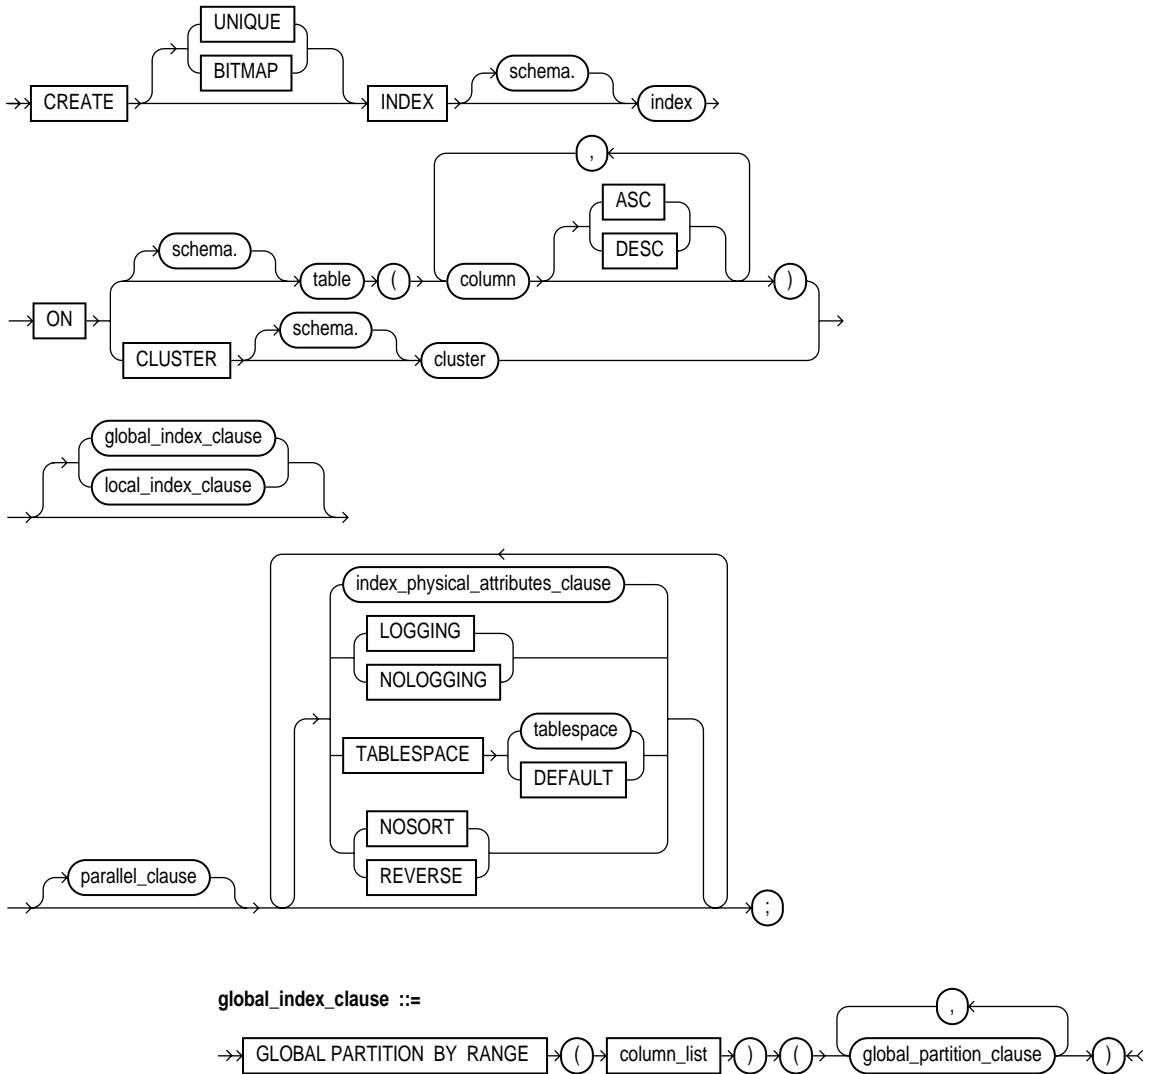 UNIQUE
BITMAP
schema.
CREATE
INDEX
index
,
ASC
DESC
schema.
table
(
column
)
ON
schema.
CLUSTER
cluster
global_index_clause
local_index_clause
index_physical_attributes_clause
LOGGING
NOLOGGING
tablespace
TABLESPACE
DEFAULT
NOSORT
REVERSE
parallel_clause
;
global_index_clause ::=
,
GLOBAL PARTITION BY RANGE ( column_list ) ( global_partition_clause )